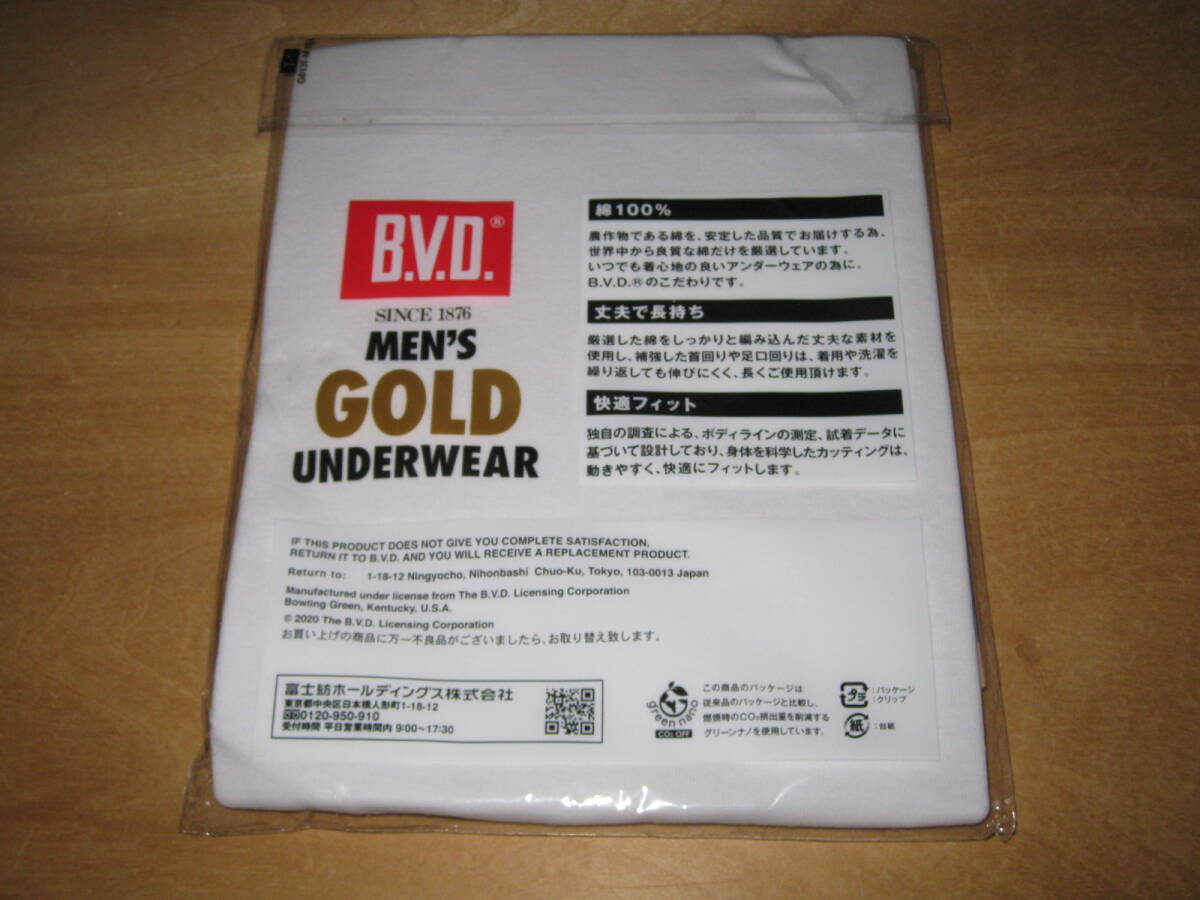 B.V.D.®
SINCE 1876
MEN'S
GOLD
UNDERWEAR
綿100%
農作物である綿を、安定した品質でお届けする為、
世界中から良質な綿だけを厳選しています。
いつでも着心地の良いアンダーウェアの為に。
B.V.D.®のこだわりです。
丈夫で長持ち
厳選した綿をしっかりと編み込んだ丈夫な素材を
使用し、補強した首回りや足口回りは、着用や洗濯を
繰り返しても伸びにくく、長くご使用頂けます。
快適フィット
独自の調査による、ボディラインの測定、試着データに
基づいて設計しており、身体を科学したカッティングは、
動きやすく、快適にフィットします。
IF THIS PRODUCT DOES NOT GIVE YOU COMPLETE SATISFACTION,
RETURN IT TO B.V.D. AND YOU WILL RECEIVE A REPLACEMENT PRODUCT.
Return to: 1-18-12 Ningyocho, Nihonbashi Chuo-Ku, Tokyo, 103-0013 Japan
Manufactured under license from The B.V.D. Licensing Corporation
Bowling Green, Kentucky, U.S.A.
© 2020 The B.V.D. Licensing Corporation
お買い上げの商品に万一不良品がございましたら、お取り替え致します。
富士紡ホールディングス株式会社
東京都中央区日本橋人形町1-18-12
0120-950-910
受付時間 平日営業時間内 9:00〜17:30
green nano
CO₂ OFF
この商品のパッケージは
従来品のパッケージと比較し、
燃焼時のCO₂排出量を削減する
グリーンナノを使用しています。
プラ :パッケージ
:クリップ
紙 :台紙